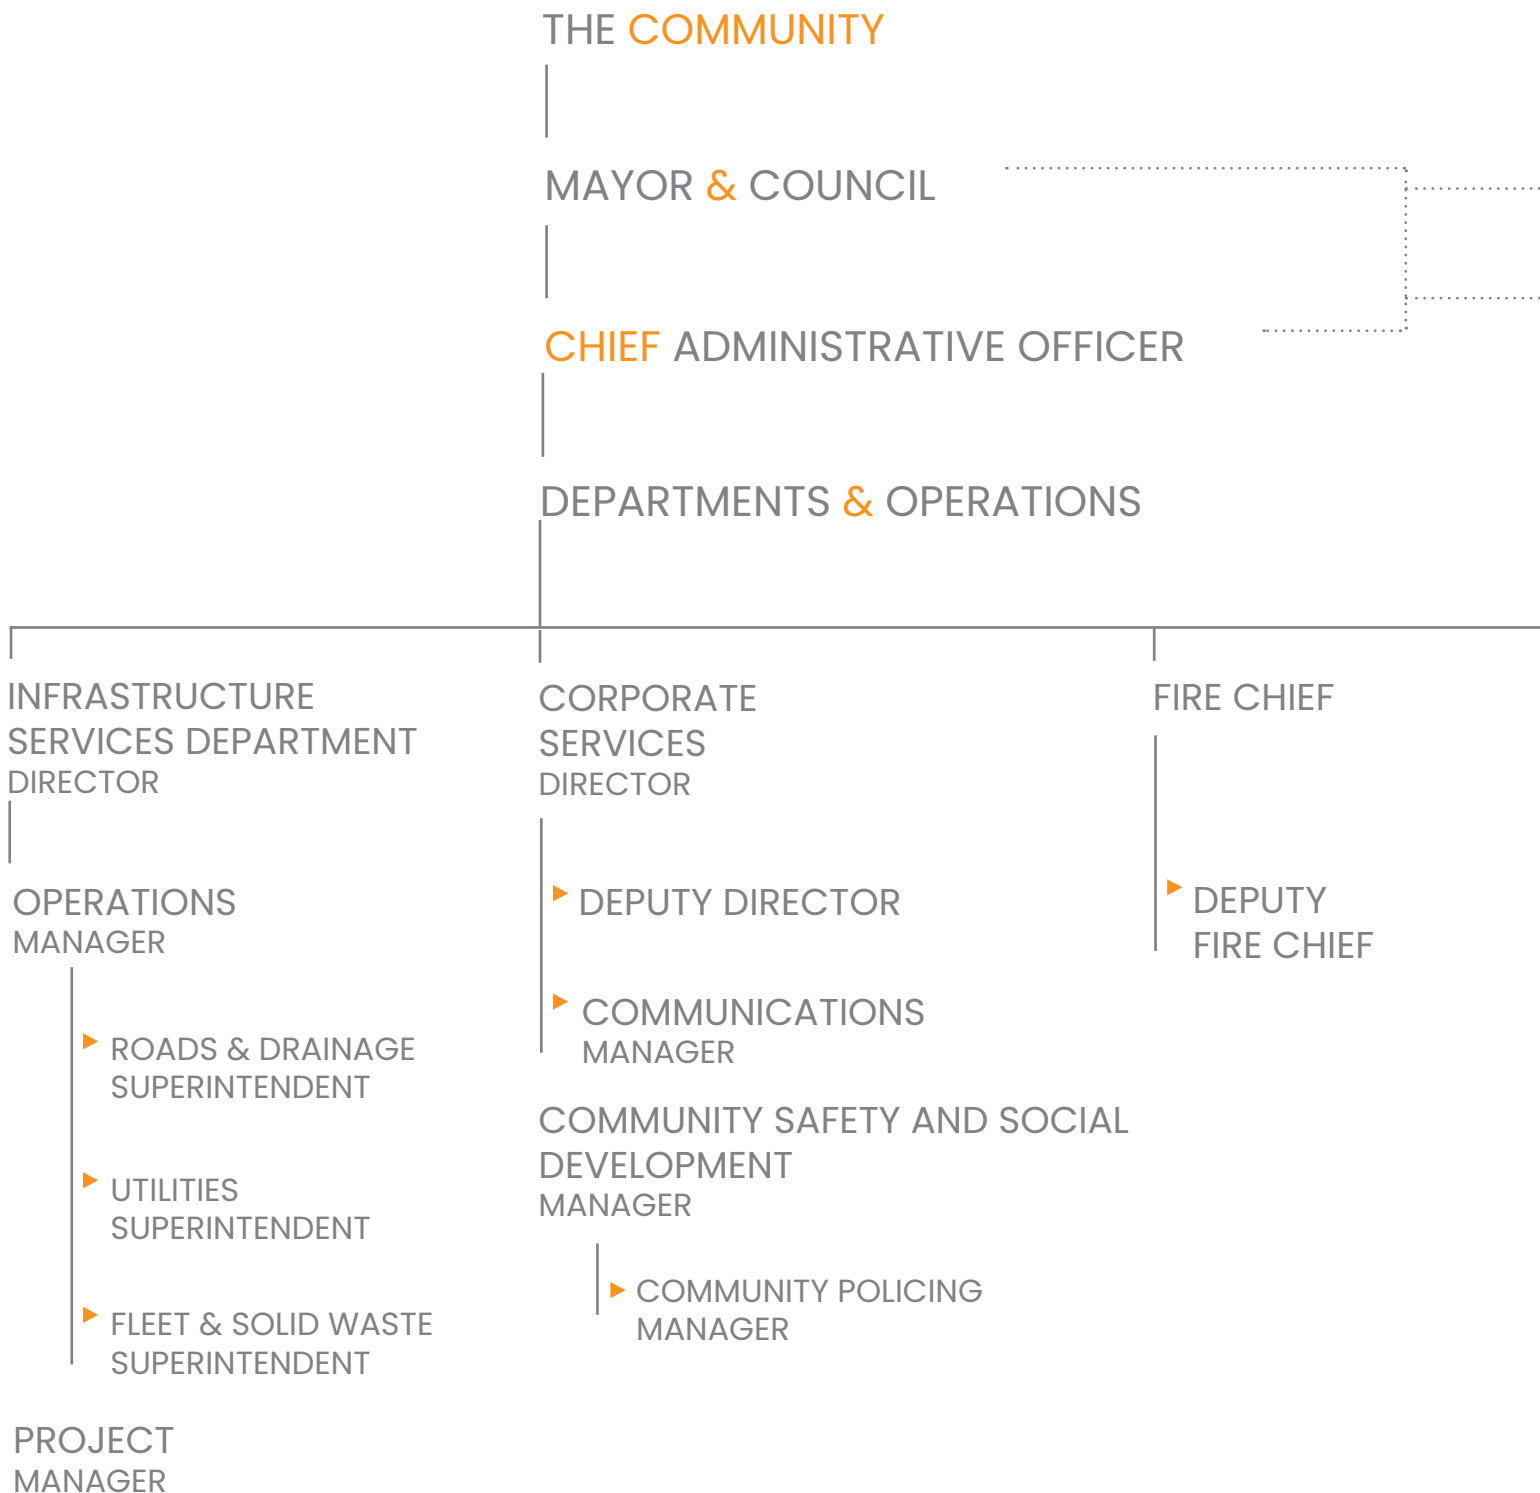 THE COMMUNITY
MAYOR & COUNCIL
CHIEF ADMINISTRATIVE OFFICER
DEPARTMENTS & OPERATIONS
INFRASTRUCTURE
SERVICES DEPARTMENT
DIRECTOR
OPERATIONS
MANAGER
ROADS & DRAINAGE
SUPERINTENDENT
UTILITIES
SUPERINTENDENT
FLEET & SOLID WASTE
SUPERINTENDENT
PROJECT
MANAGER
CORPORATE
SERVICES
DIRECTOR
DEPUTY DIRECTOR
COMMUNICATIONS
MANAGER
COMMUNITY SAFETY AND SOCIAL
DEVELOPMENT
MANAGER
COMMUNITY POLICING
MANAGER
FIRE CHIEF
DEPUTY
FIRE CHIEF